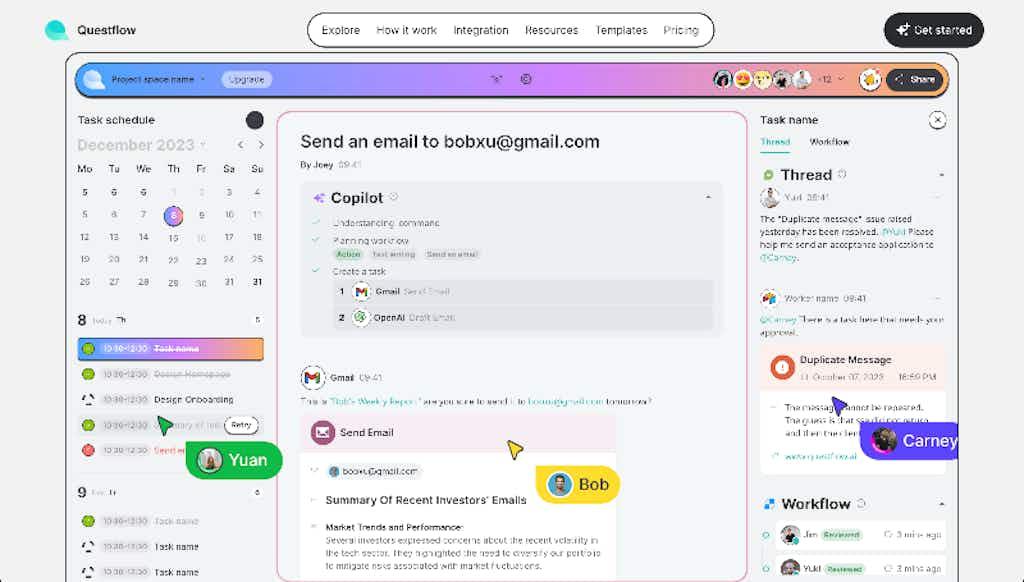 Questflow
Explore How it work Integration Resources Templates Pricing
Get started
Project space name
Upgrade
+12
Share
Task schedule
December 2023
Mo Tu We Th Fr Sa Su
5 6 6 1 2 3 4
5 6 7 8 9 10 11
12 13 14 15 16 17 18
19 20 21 22 23 24 25
26 27 28 29 30 31 31
8 Today Th 5
10:30-12:30 Task name
10:30-12:30 Design Homepage
10:30-12:30 Design Onboarding
Retry
10:30-12:30
Yuan
9 Fr 6
10:30-12:30 Task name
10:30-12:30 Task name
10:30-12:30 Task name
Send an email to bobxu@gmail.com
By Joey 09:41
Copilot
Understanding command
Planning workflow
Action Text writing Send an email
Create a task
1 Gmail Send Email
2 OpenAI Draft Email
Gmail 09:41
This is "Bob's Weekly Report" are you sure to send it to bobxu@gmail.com tomorrow?
Send Email
bobxu@gmail.com
Bob
Summary Of Recent Investors' Emails
Market Trends and Performance:
Several investors expressed concerns about the recent volatility in
the tech sector. They highlighted the need to diversify our portfolio
to mitigate risks associated with market fluctuations.
Task name
Thread Workflow
Thread
Yuki 09:41
The "Duplicate message" issue raised
yesterday has been resolved. @Yuki Please
help me send an acceptance application to
@Carney.
Worker name 09:41
@Carney There is a task here that needs your
approval.
Duplicate Message
October 07, 2023 16:59 PM
The message cannot be repeated.
The guess is that
and then the client
Carney
Workflow
Jim Reviewed 3 mins ago
Yuki Reviewed 3 mins ago